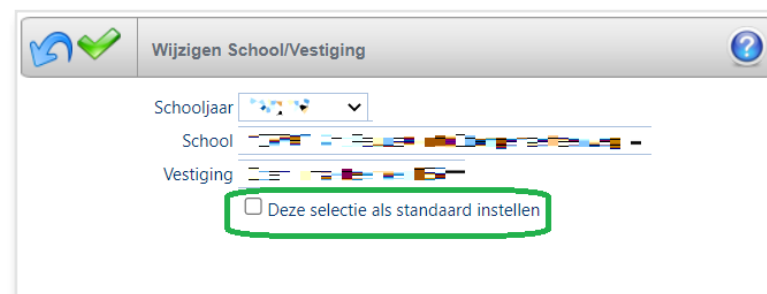 Wijzigen School/Vestiging
Schooljaar
School
Vestiging
Deze selectie als standaard instellen